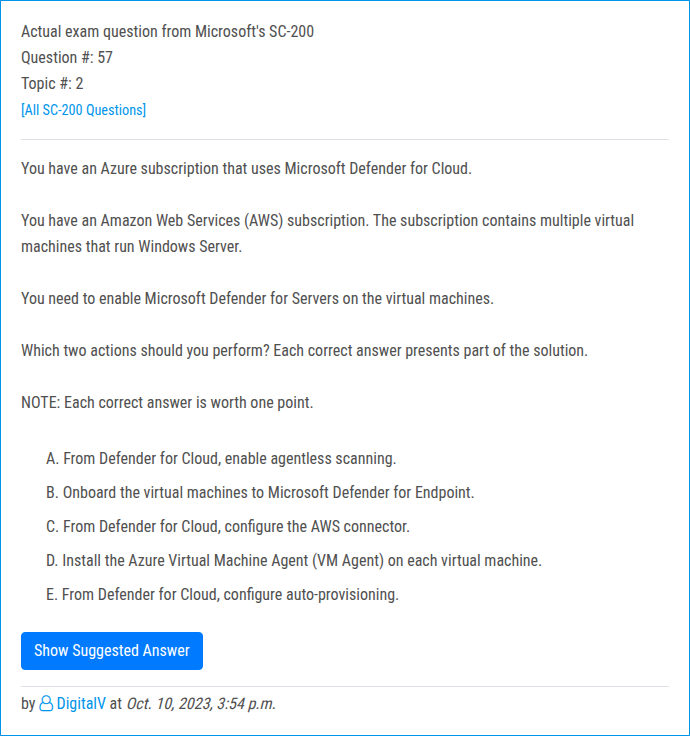 Actual exam question from Microsoft's SC-200
Question #: 57
Topic #: 2
[All SC-200 Questions]
You have an Azure subscription that uses Microsoft Defender for Cloud.
You have an Amazon Web Services (AWS) subscription. The subscription contains multiple virtual
machines that run Windows Server.
You need to enable Microsoft Defender for Servers on the virtual machines.
Which two actions should you perform? Each correct answer presents part of the solution.
NOTE: Each correct answer is worth one point.
A. From Defender for Cloud, enable agentless scanning.
B. Onboard the virtual machines to Microsoft Defender for Endpoint.
C. From Defender for Cloud, configure the AWS connector.
D. Install the Azure Virtual Machine Agent (VM Agent) on each virtual machine.
E. From Defender for Cloud, configure auto-provisioning.
Show Suggested Answer
by DigitalV at Oct. 10, 2023, 3:54 p.m.